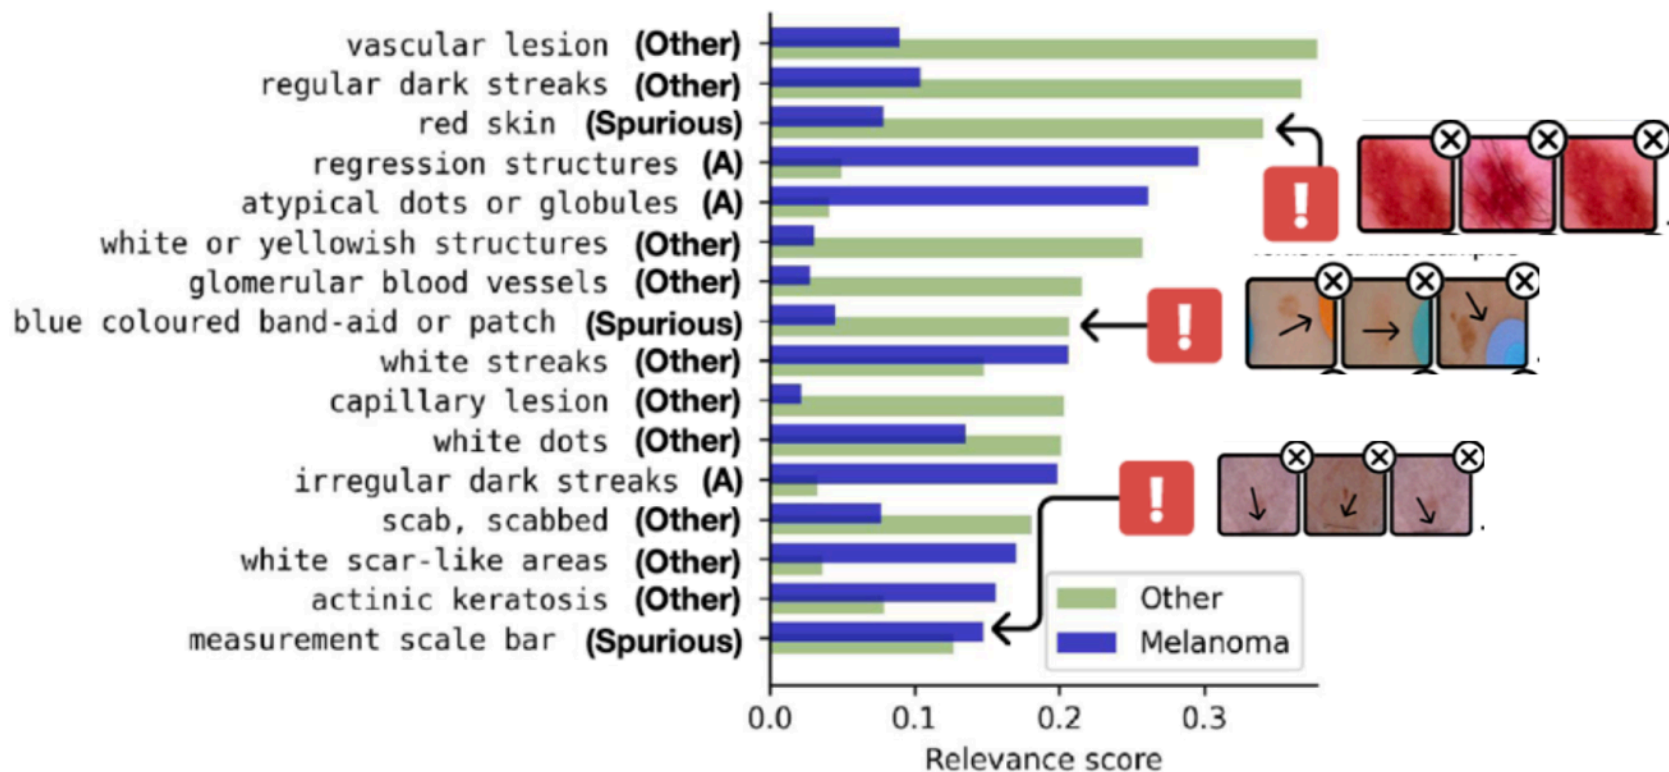 vascular lesion (Other)
regular dark streaks (Other)
red skin (Spurious)
regression structures (A)
atypical dots or globules (A)
white or yellowish structures (Other)
glomerular blood vessels (Other)
blue coloured band-aid or patch (Spurious)
white streaks (Other)
capillary lesion (Other)
white dots (Other)
irregular dark streaks (A)
scab, scabbed (Other)
white scar-like areas (Other)
actinic keratosis (Other)
measurement scale bar (Spurious)
!
!
!
Other
Melanoma
0.0 0.1 0.2 0.3
Relevance score